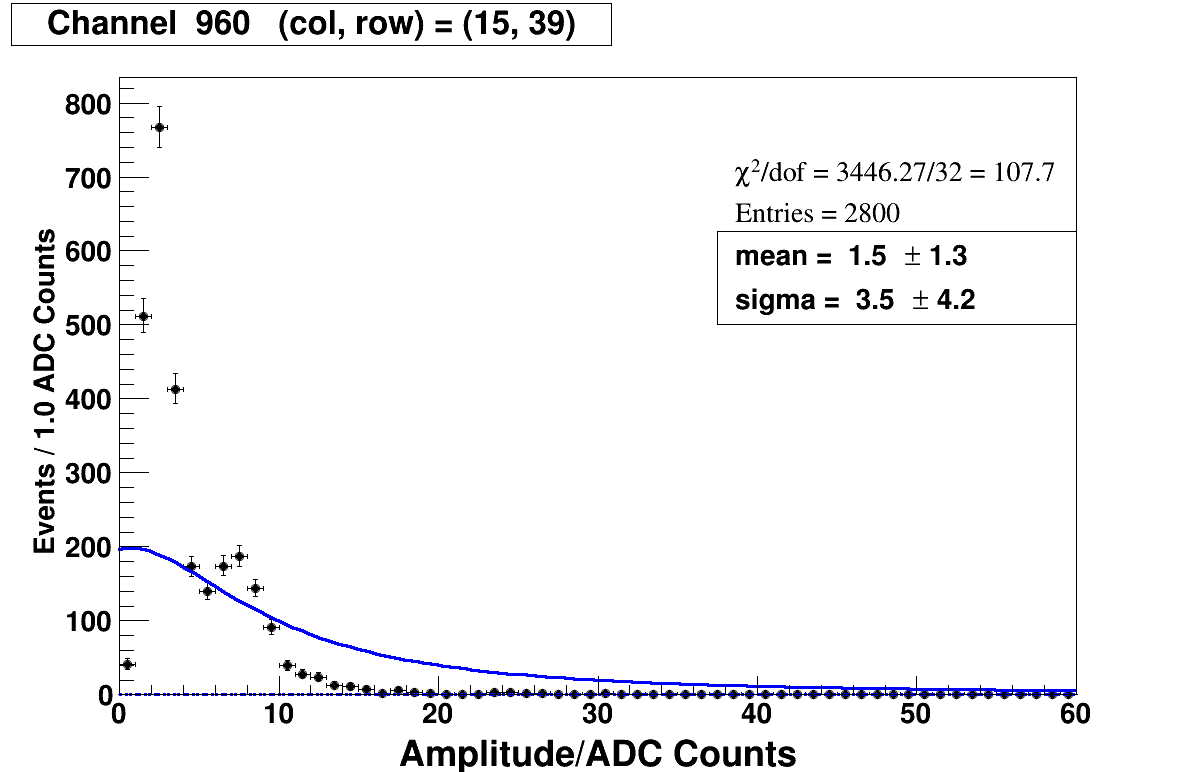 Channel 960 (col, row) = (15, 39)
χ²/dof = 3446.27/32 = 107.7
Entries = 2800
mean = 1.5 ± 1.3
sigma = 3.5 ± 4.2
Events / 1.0 ADC Counts
800
700
600
500
400
300
200
100
0
0 10 20 30 40 50 60
Amplitude/ADC Counts